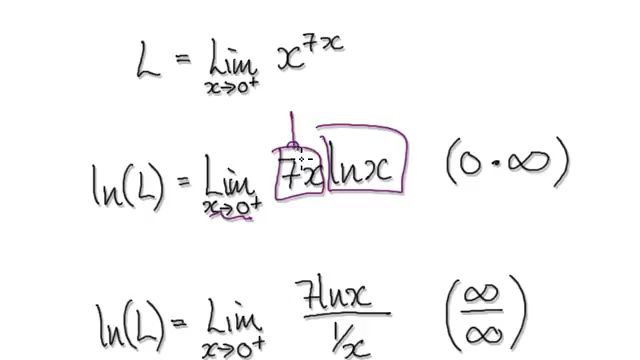 L = Lim x→0⁺ x^7x
ln(L) = Lim x→0⁺ 7x lnx (0·∞)
ln(L) = Lim x→0⁺ 7lnx / 1/x (∞/∞)